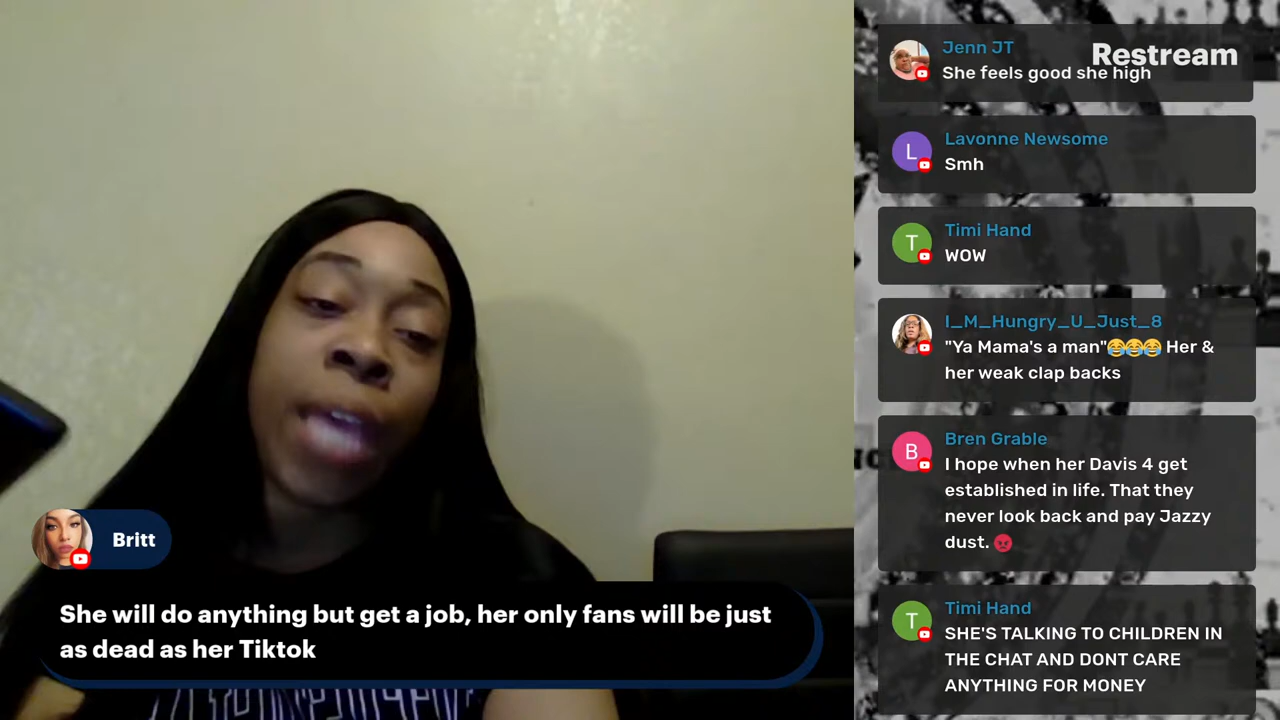 Restream
Jenn JT
She feels good she high
Lavonne Newsome
Smh
Timi Hand
WOW
I_M_Hungry_U_Just_8
"Ya Mama's a man"😂😂😂 Her &
her weak clap backs
Bren Grable
I hope when her Davis 4 get
established in life. That they
never look back and pay Jazzy
dust. 😡
Timi Hand
SHE'S TALKING TO CHILDREN IN
THE CHAT AND DONT CARE
ANYTHING FOR MONEY
Britt
She will do anything but get a job, her only fans will be just
as dead as her Tiktok
L
T
B
T